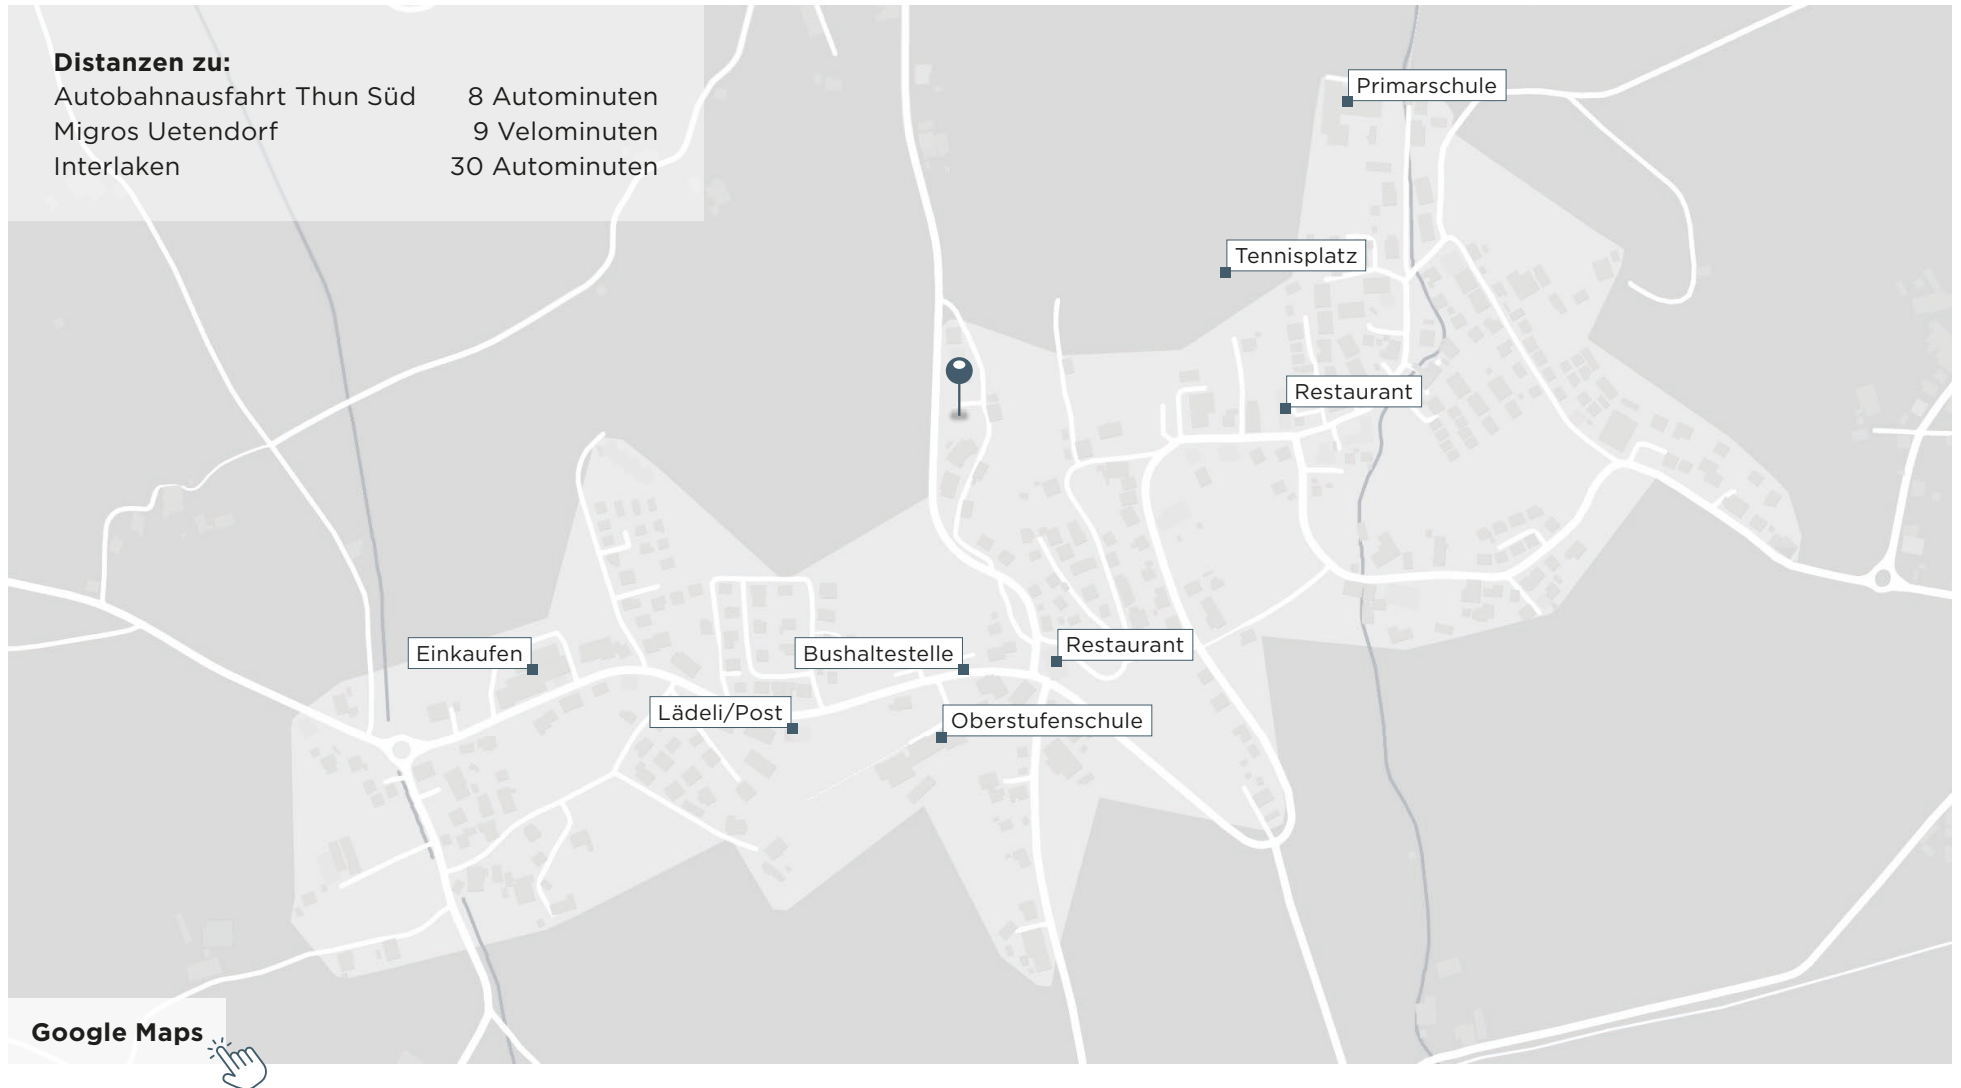 Distanzen zu:
Autobahnausfahrt Thun Süd 8 Autominuten
Migros Uetendorf 9 Velominuten
Interlaken 30 Autominuten
Primarschule
Tennisplatz
Restaurant
Einkaufen
Bushaltestelle
Restaurant
Lädeli/Post
Oberstufenschule
Google Maps